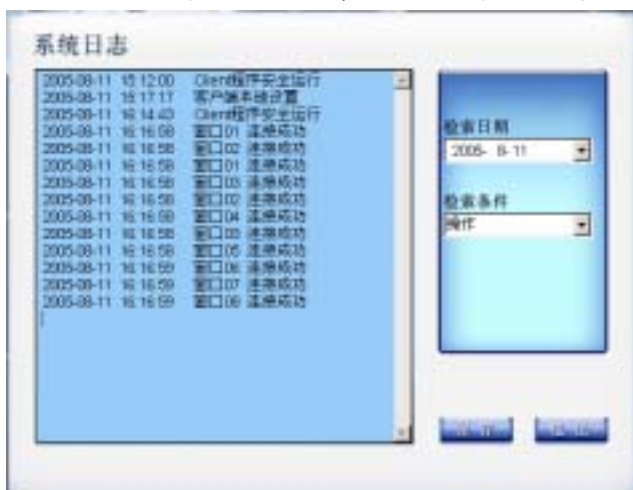 系统日志
2005-08-11 15:12:00 Client程序安全运行
2005-08-11 15:17:17 客户端本地设置
2005-08-11 16:14:43 Client程序安全运行
2005-08-11 16:16:58 窗口01 连接成功
2005-08-11 16:16:58 窗口02 连接成功
2005-08-11 16:16:58 窗口01 连接成功
2005-08-11 16:16:58 窗口03 连接成功
2005-08-11 16:16:58 窗口02 连接成功
2005-08-11 16:16:58 窗口04 连接成功
2005-08-11 16:16:58 窗口03 连接成功
2005-08-11 16:16:58 窗口05 连接成功
2005-08-11 16:16:59 窗口06 连接成功
2005-08-11 16:16:59 窗口07 连接成功
2005-08-11 16:16:59 窗口08 连接成功
检索日期
2005- 8-11
检索条件
操作